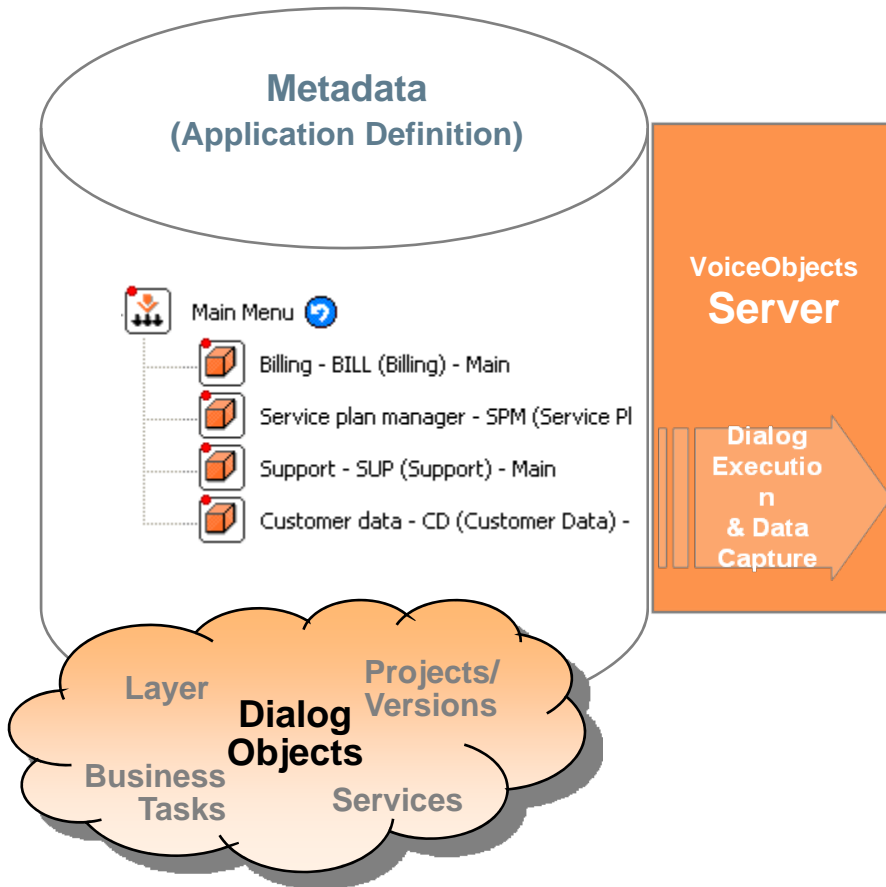 Metadata
(Application Definition)
Main Menu
Billing - BILL (Billing) - Main
Service plan manager - SPM (Service Pl
Support - SUP (Support) - Main
Customer data - CD (Customer Data) -
VoiceObjects
Server
Dialog
Executio
n
& Data
Capture
Layer
Projects/
Versions
Dialog
Objects
Business
Tasks
Services